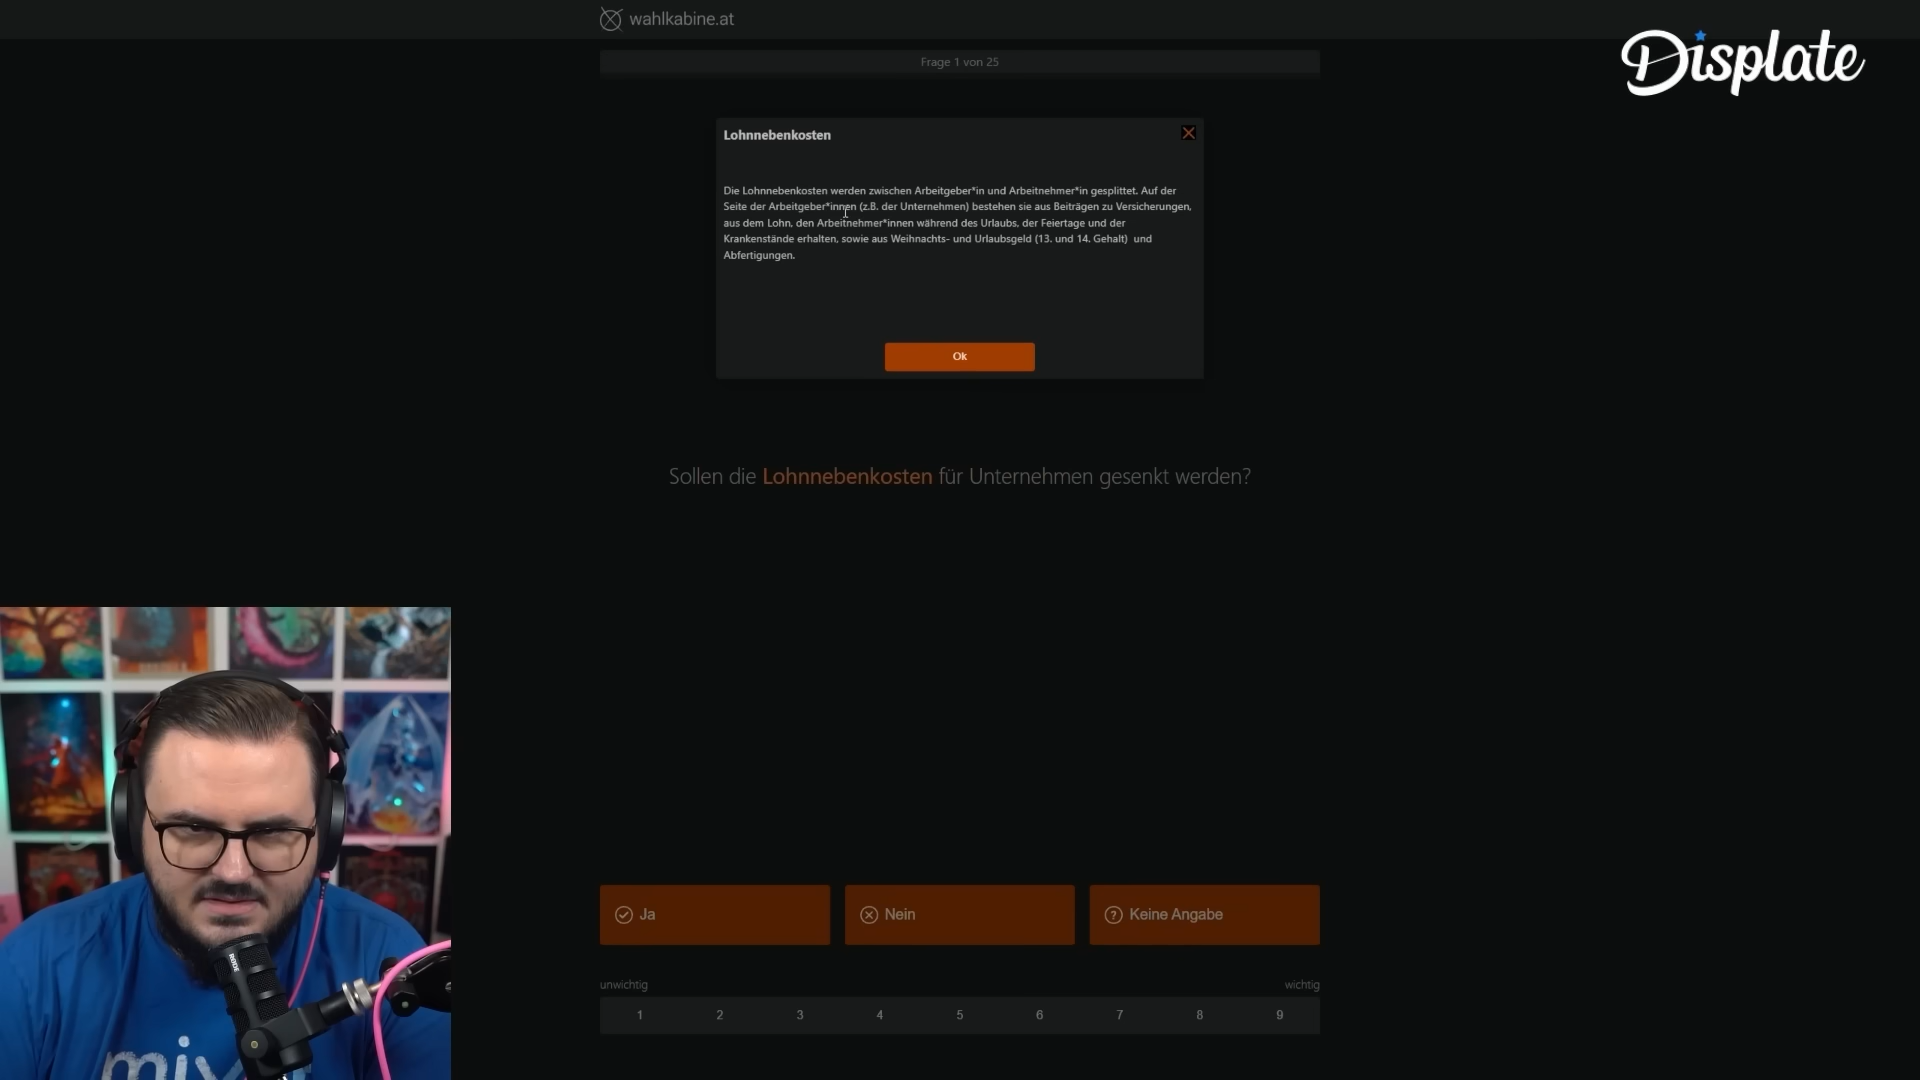 wahlkabine.at
Displate
Frage 1 von 25
Lohnnebenkosten
Die Lohnnebenkosten werden zwischen Arbeitgeber*in und Arbeitnehmer*in gesplittet. Auf der
Seite der Arbeitgeber*innen (z.B. der Unternehmen) bestehen sie aus Beiträgen zu Versicherungen,
aus dem Lohn, den Arbeitnehmer*innen während des Urlaubs, der Feiertage und der
Krankenstände erhalten, sowie aus Weihnachts- und Urlaubsgeld (13. und 14. Gehalt) und
Abfertigungen.
Ok
Sollen die Lohnnebenkosten für Unternehmen gesenkt werden?
Ja
Nein
Keine Angabe
unwichtig
wichtig
1 2 3 4 5 6 7 8 9
RØDE